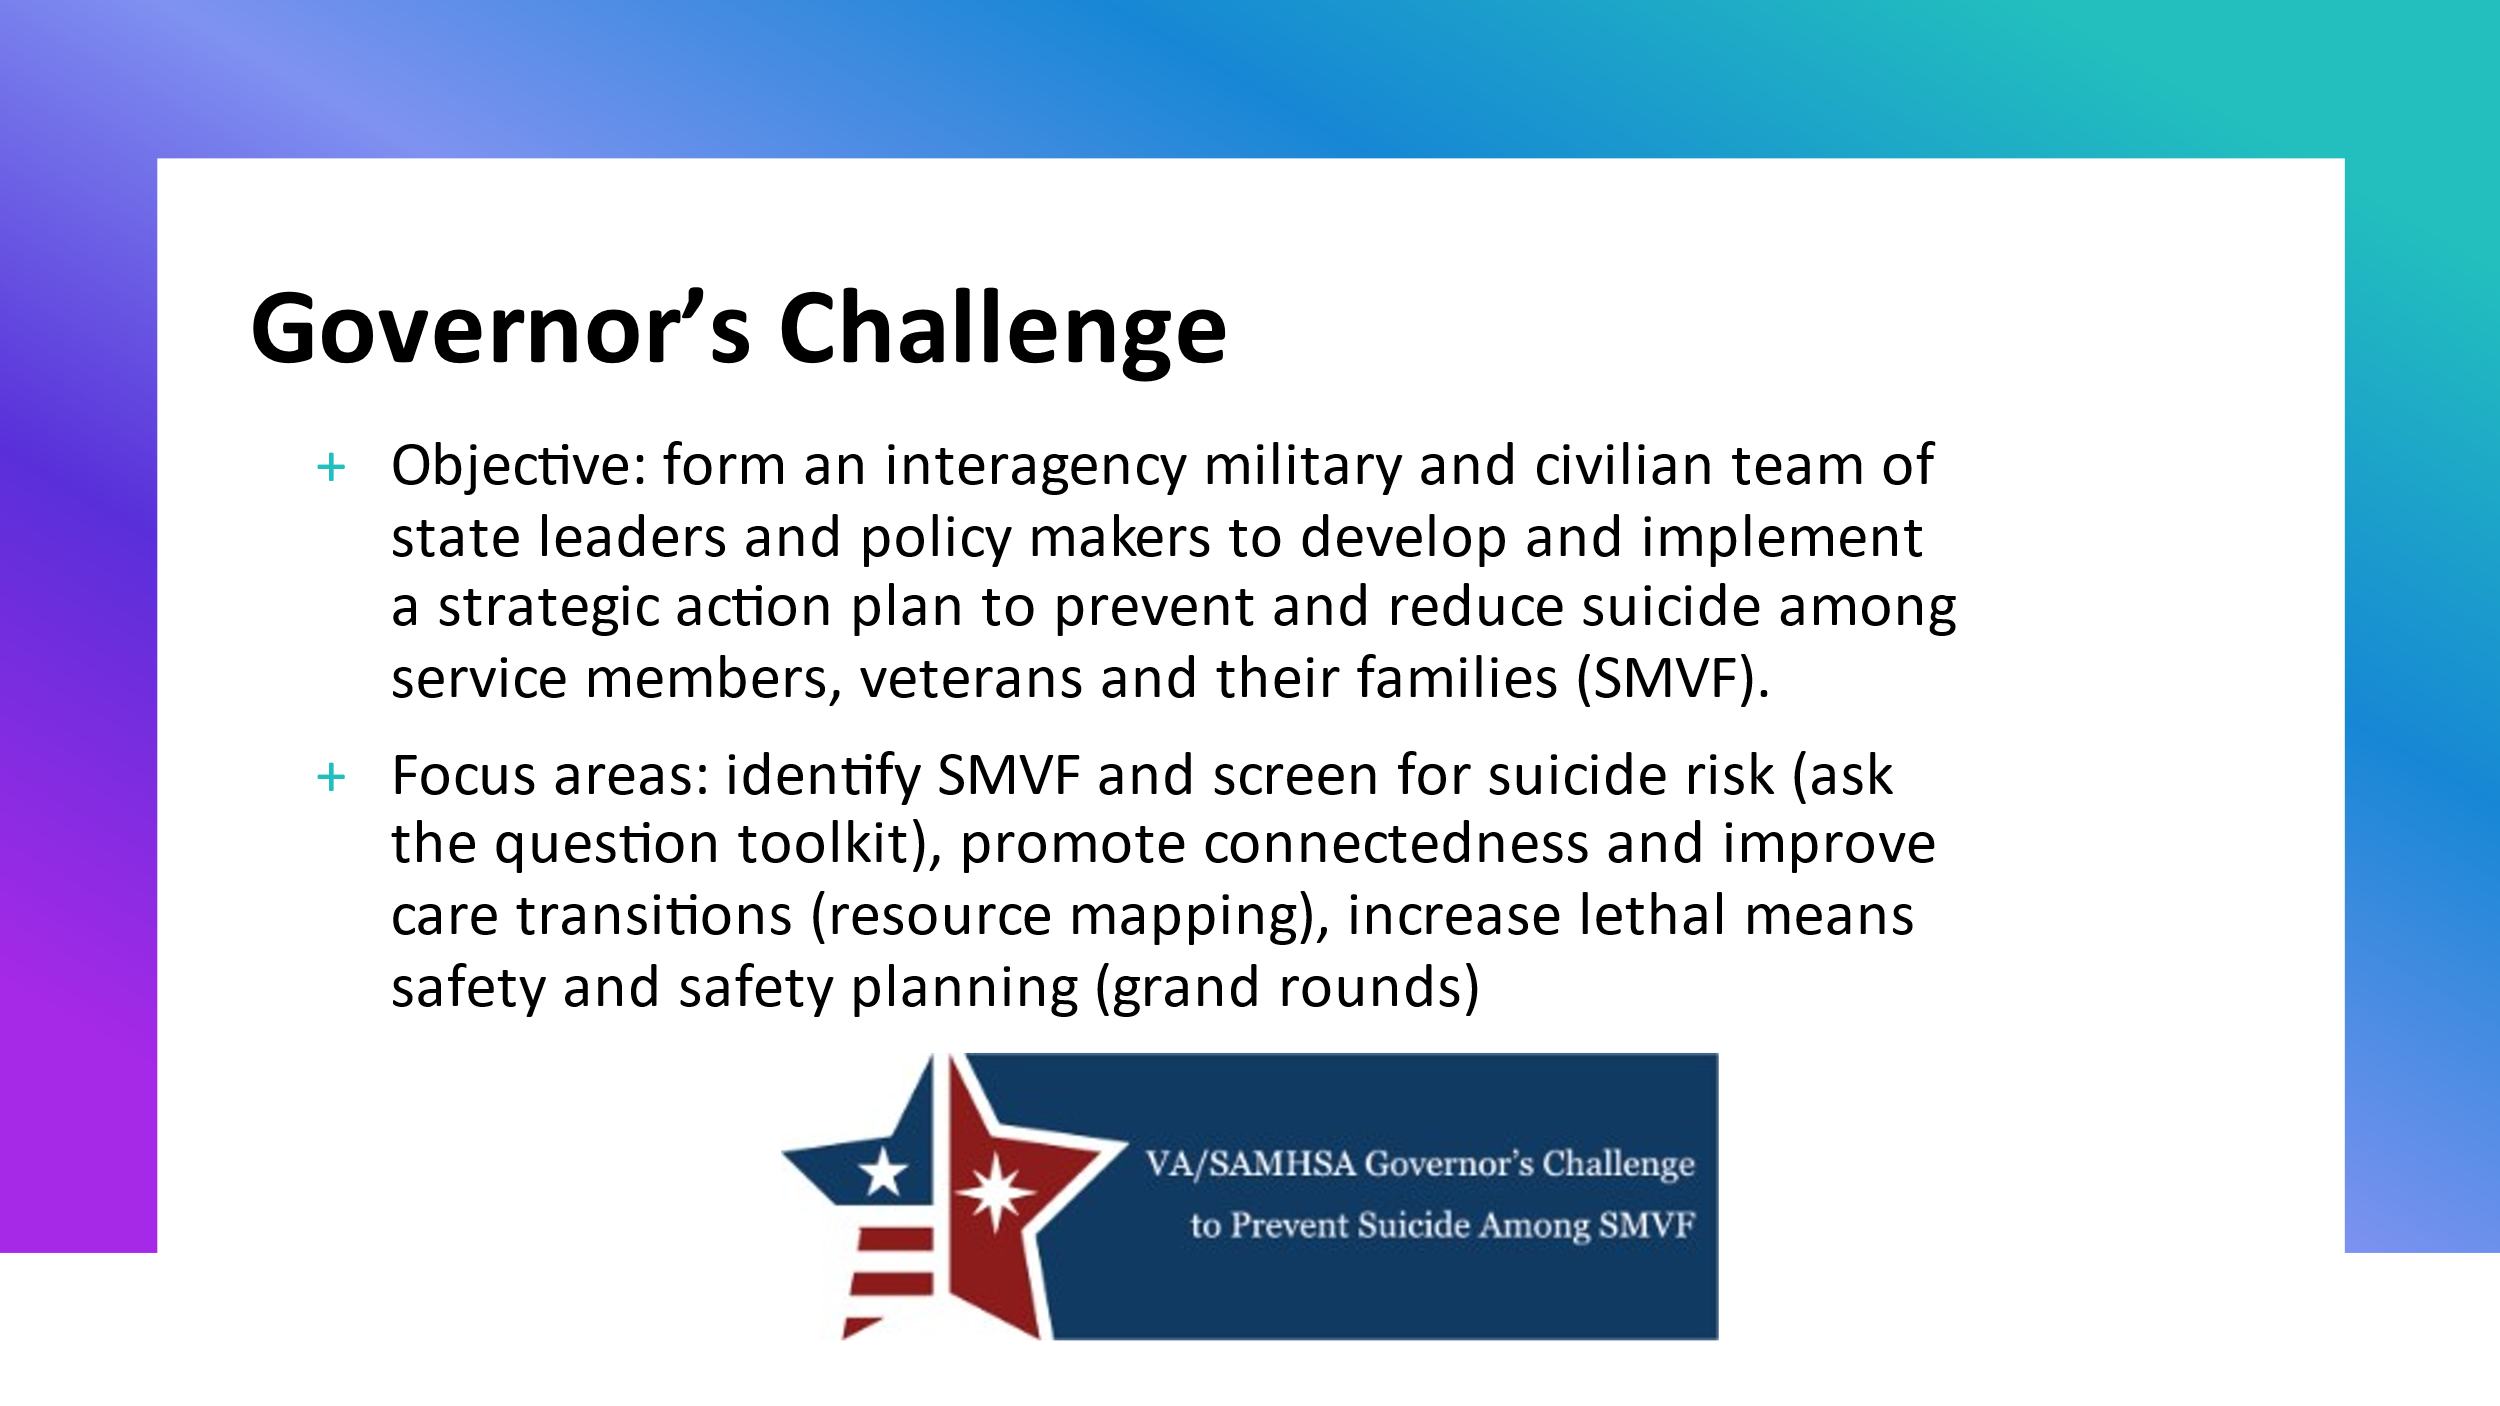 Governor’s Challenge
+ Objective: form an interagency military and civilian team of
state leaders and policy makers to develop and implement
a strategic action plan to prevent and reduce suicide among
service members, veterans and their families (SMVF).
+ Focus areas: identify SMVF and screen for suicide risk (ask
the question toolkit), promote connectedness and improve
care transitions (resource mapping), increase lethal means
safety and safety planning (grand rounds)
VA/SAMHSA Governor’s Challenge
to Prevent Suicide Among SMVF